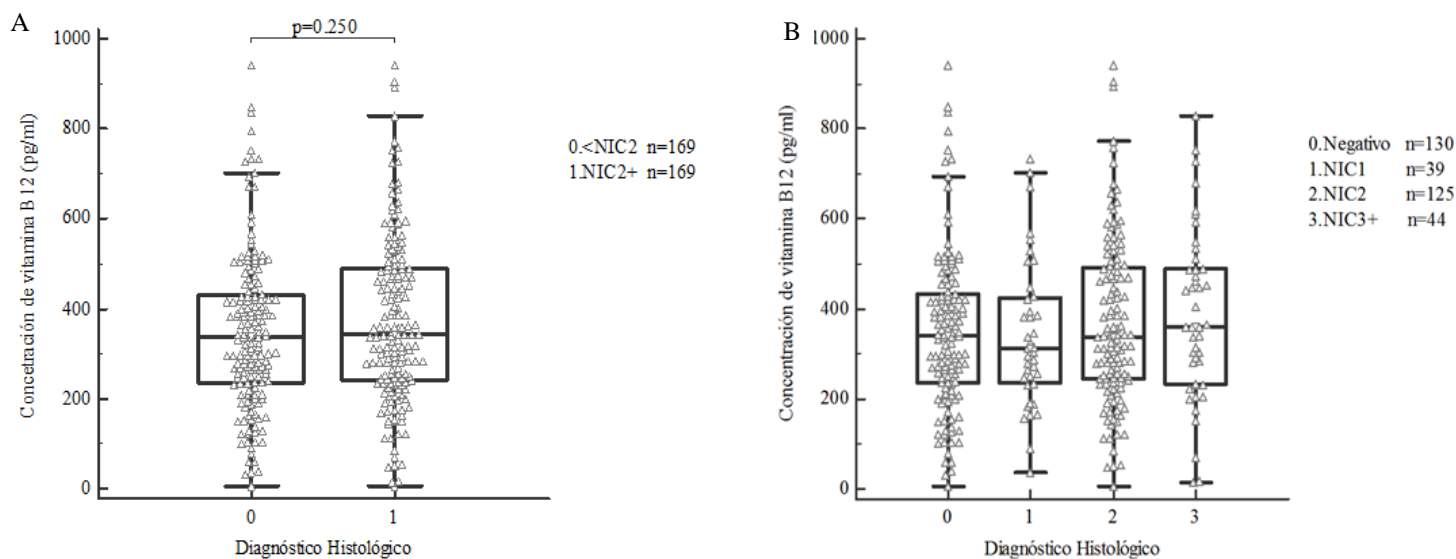 A
p=0.250
Concetración de vitamina B12 (pg/ml)
1000
800
600
400
200
0
0
1
Diagnóstico Histológico
0.<NIC2 n=169
1.NIC2+ n=169
B
Concentración de vitamina B12 (pg/ml)
1000
800
600
400
200
0
0
1
2
3
Diagnóstico Histológico
0.Negativo n=130
1.NIC1 n=39
2.NIC2 n=125
3.NIC3+ n=44